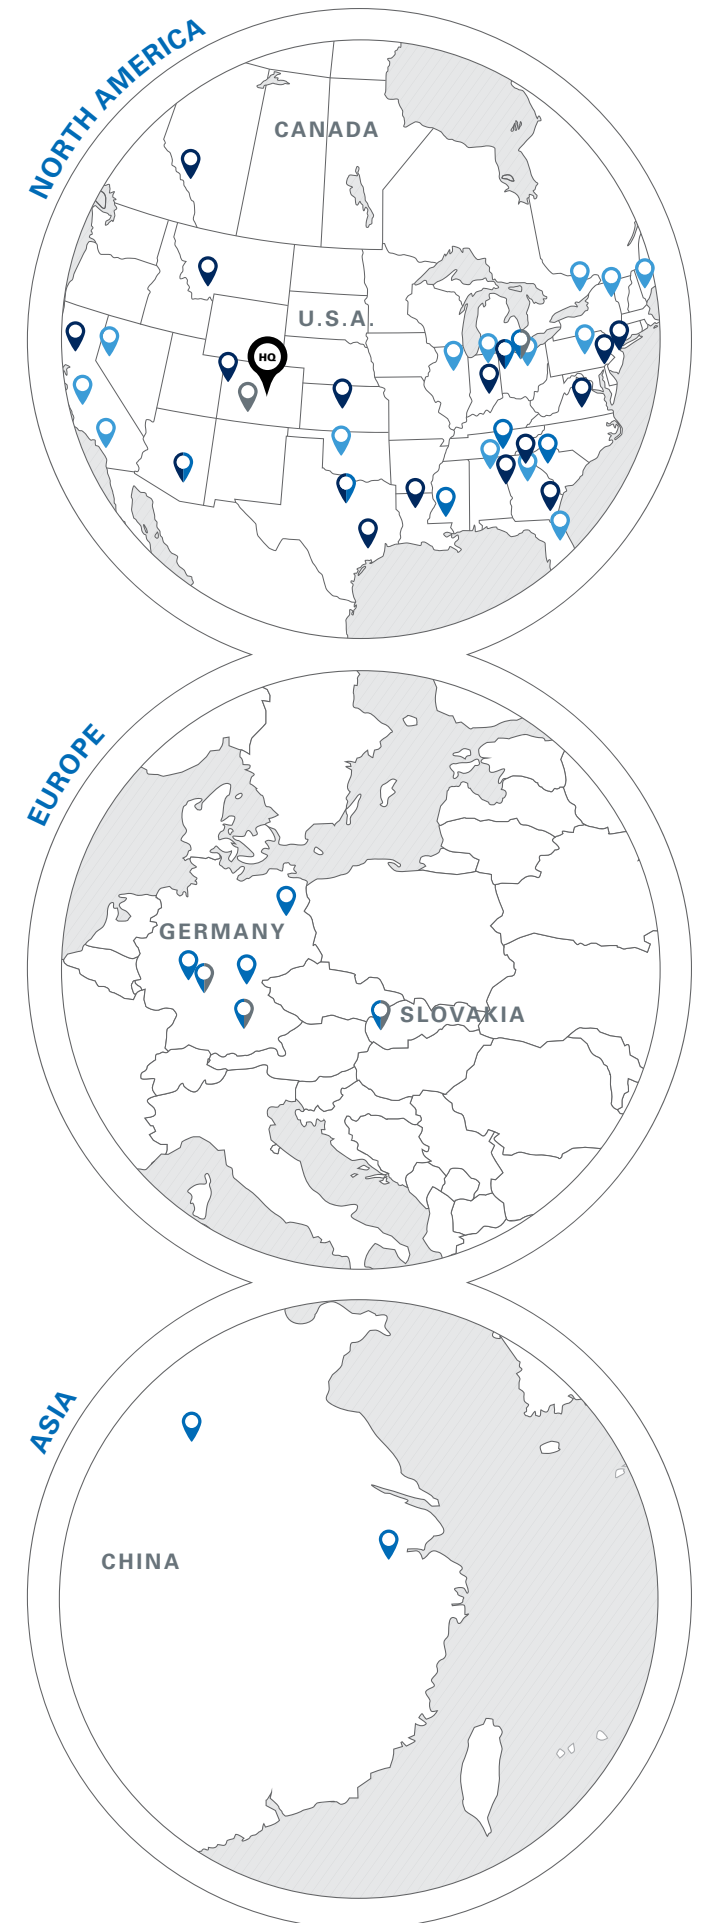 NORTH AMERICA
CANADA
U.S.A.
HQ
EUROPE
GERMANY
SLOVAKIA
ASIA
CHINA